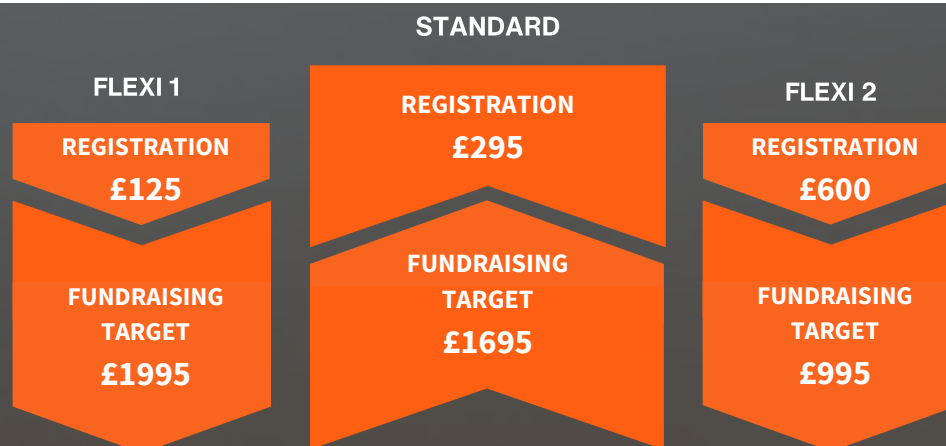 STANDARD
FLEXI 1
REGISTRATION
£125
FUNDRAISING
TARGET
£1995
REGISTRATION
£295
FUNDRAISING
TARGET
£1695
FLEXI 2
REGISTRATION
£600
FUNDRAISING
TARGET
£995